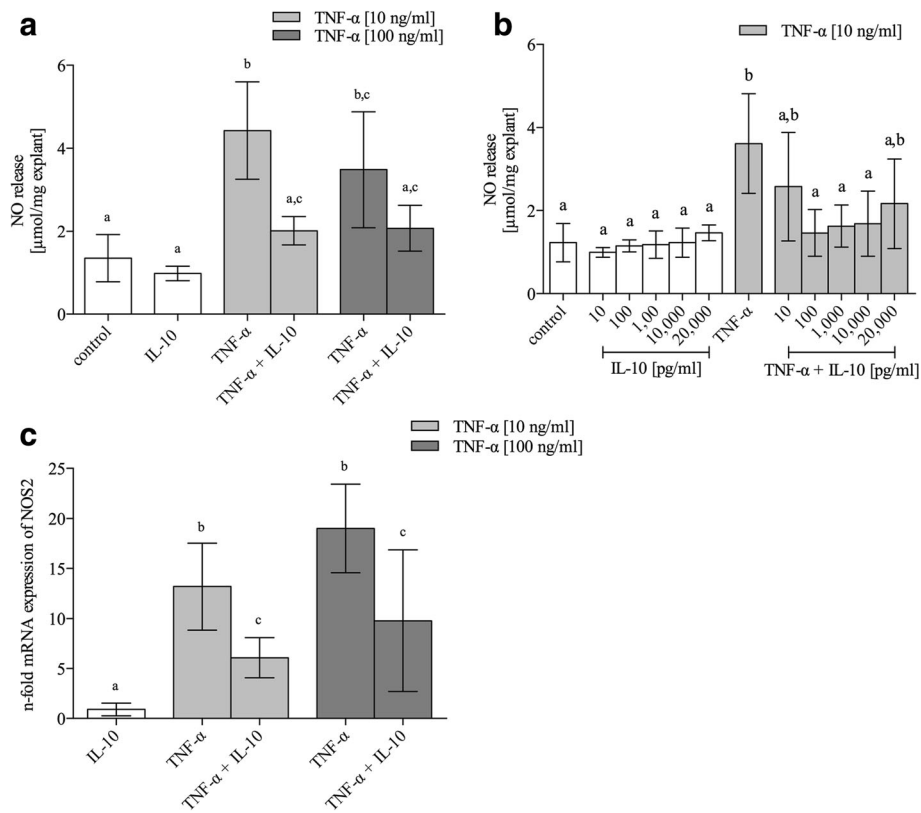 a
TNF-α [10 ng/ml]
TNF-α [100 ng/ml]
NO release
[µmol/mg explant]
6
4
2
0
a
a
b
a,c
b,c
a,c
control
IL-10
TNF-α
TNF-α + IL-10
TNF-α
TNF-α + IL-10
b
TNF-α [10 ng/ml]
NO release
[µmol/mg explant]
6
4
2
0
a
a
a
a
a
a
b
a,b
a
a
a
a,b
control
10
100
1,00
10,000
20,000
TNF-α
10
100
1,000
10,000
20,000
IL-10 [pg/ml]
TNF-α + IL-10 [pg/ml]
c
TNF-α [10 ng/ml]
TNF-α [100 ng/ml]
n-fold mRNA expression of NOS2
25
20
15
10
5
0
a
b
c
b
c
IL-10
TNF-α
TNF-α + IL-10
TNF-α
TNF-α + IL-10